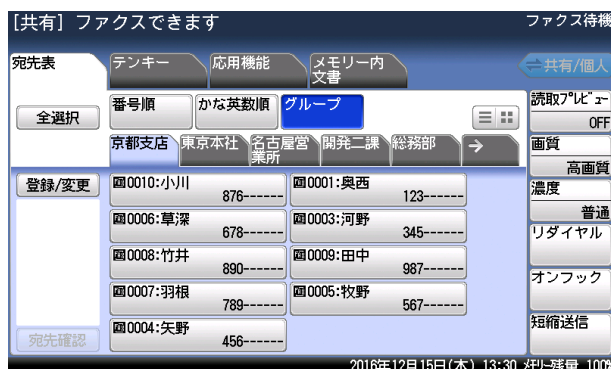 [共有] ファクスできます
ファクス待機
宛先表
テンキー
応用機能
メモリー内
文書
共有/個人
全選択
番号順
かな英数順
グループ
読取プレビュー
OFF
京都支店
東京本社
名古屋営
業所
開発二課
総務部
→
画質
高画質
登録/変更
0010:小川
876------
0001:奥西
123------
濃度
普通
0006:草深
678------
0003:河野
345------
リダイヤル
0008:竹井
890------
0009:田中
987------
オンフック
0007:羽根
789------
0005:牧野
567------
短縮送信
0004:矢野
456------
宛先確認
2016年12月15日(木) 13:30 メモリー残量 100%